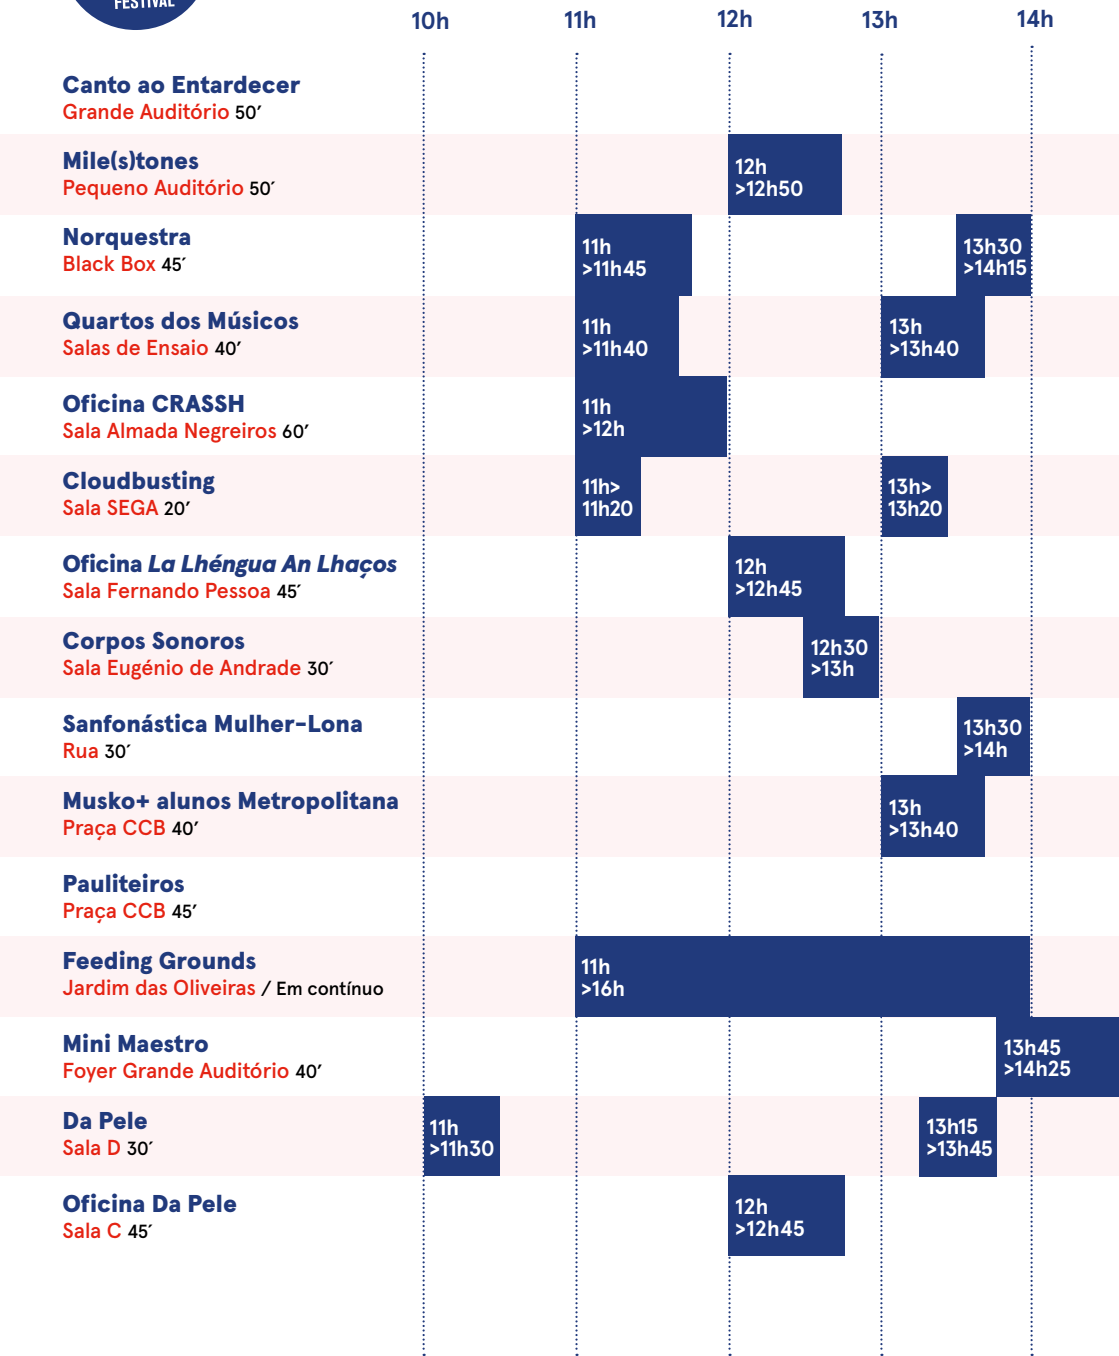 FESTIVAL
10h 11h 12h 13h 14h
Canto ao Entardecer
Grande Auditório 50’
Mile(s)tones
Pequeno Auditório 50´
12h
>12h50
Norquestra
Black Box 45´
11h
>11h45
13h30
>14h15
Quartos dos Músicos
Salas de Ensaio 40’
11h
>11h40
13h
>13h40
Oficina CRASSH
Sala Almada Negreiros 60’
11h
>12h
Cloudbusting
Sala SEGA 20’
11h>
11h20
13h>
13h20
Oficina La Lhéngua An Lhaços
Sala Fernando Pessoa 45´
12h
>12h45
Corpos Sonoros
Sala Eugénio de Andrade 30´
12h30
>13h
Sanfonástica Mulher-Lona
Rua 30´
13h30
>14h
Musko+ alunos Metropolitana
Praça CCB 40’
13h
>13h40
Pauliteiros
Praça CCB 45’
Feeding Grounds
Jardim das Oliveiras / Em contínuo
11h
>16h
Mini Maestro
Foyer Grande Auditório 40’
13h45
>14h25
Da Pele
Sala D 30´
11h
>11h30
13h15
>13h45
Oficina Da Pele
Sala C 45´
12h
>12h45